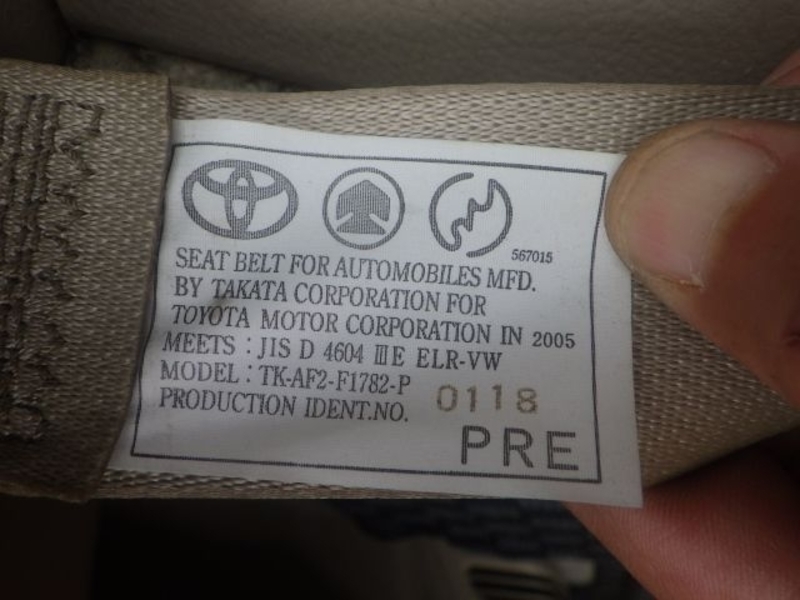 567015
SEAT BELT FOR AUTOMOBILES MFD.
BY TAKATA CORPORATION FOR
TOYOTA MOTOR CORPORATION IN 2005
MEETS : JIS D 4604 ⅢE ELR-VW
MODEL : TK-AF2-F1782-P
PRODUCTION IDENT.NO. 0118
PRE